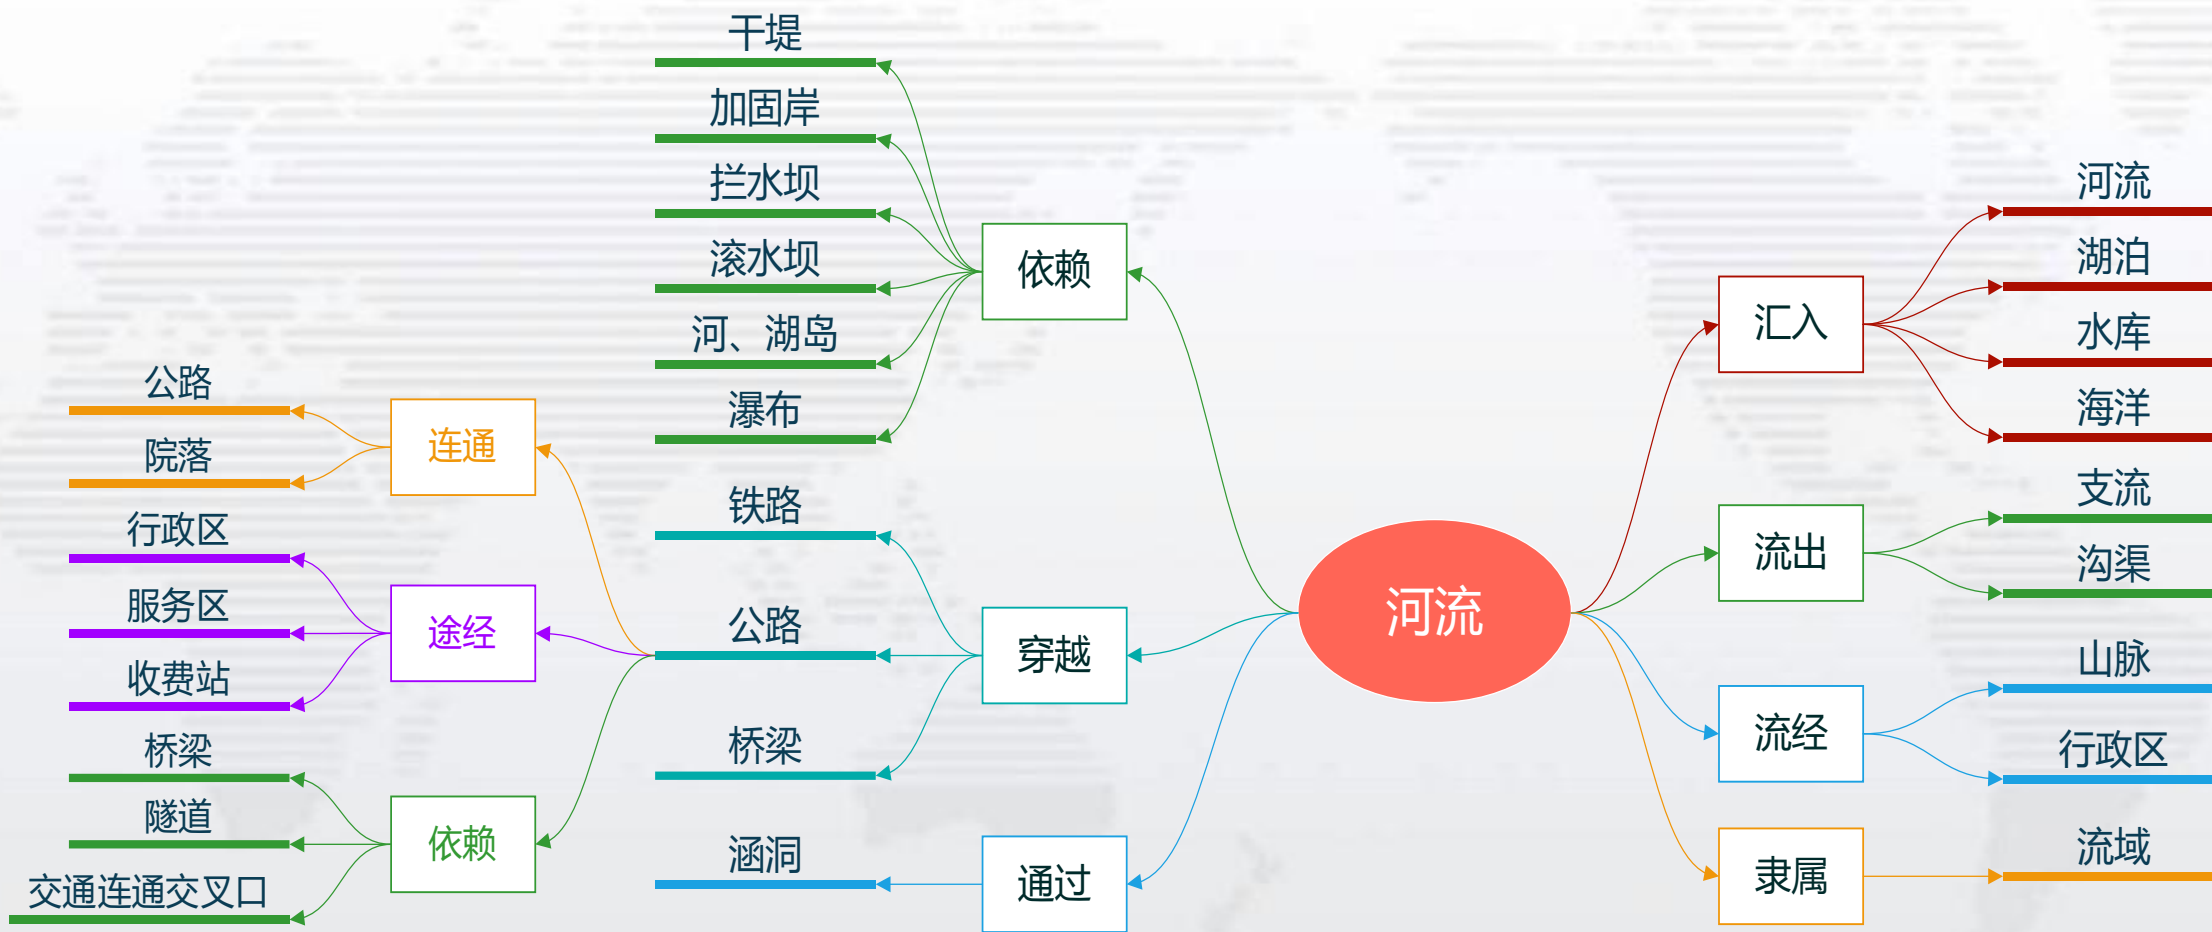 干堤
加固岸
拦水坝
滚水坝
河、湖岛
瀑布
依赖
铁路
公路
桥梁
穿越
涵洞
通过
公路
院落
连通
行政区
服务区
收费站
途经
桥梁
隧道
交通连通交叉口
依赖
河流
汇入
河流
湖泊
水库
海洋
流出
支流
沟渠
流经
山脉
行政区
隶属
流域